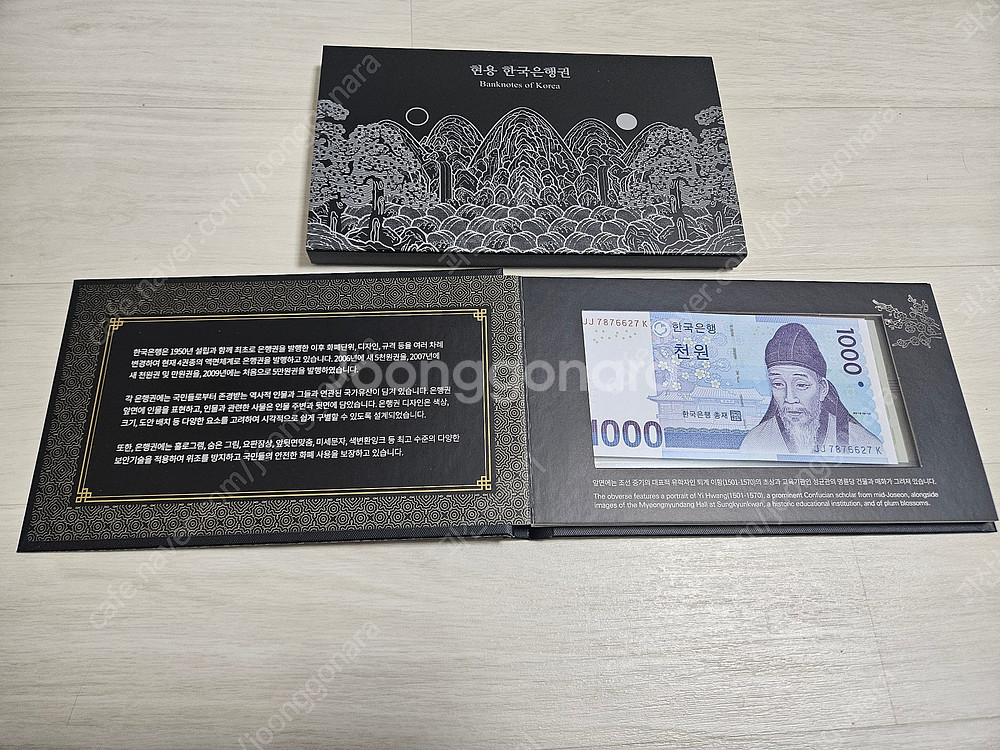 현용 한국은행권
Banknotes of Korea
한국은행은 1950년 설립과 함께 최초로 은행권을 발행한 이후 화폐단위, 디자인, 규격 등을 여러 차례
변경하여 현재 4권종의 액면체계로 은행권을 발행하고 있습니다. 2006년에 새 5천원권을, 2007년에
새 천원권 및 만원권을, 2009년에는 처음으로 5만원권을 발행하였습니다.
각 은행권에는 국민들로부터 존경받는 역사적 인물과 그들과 연관된 국가유산이 담겨 있습니다. 은행권
앞면에 인물을 표현하고, 인물과 관련한 사물은 인물 주변과 뒷면에 담았습니다. 은행권 디자인은 색상,
크기, 도안 배치 등 다양한 요소를 고려하여 시각적으로 쉽게 구별할 수 있도록 설계되었습니다.
또한, 은행권에는 홀로그램, 숨은 그림, 요판잠상, 앞뒷면맞춤, 미세문자, 색변환잉크 등 최고 수준의 다양한
보안기술을 적용하여 위조를 방지하고 국민들의 안전한 화폐 사용을 보장하고 있습니다.
JJ 7876627 K
한국은행
천원
1000
한국은행 총재
1000
JJ 7876627 K
앞면에는 조선 중기의 대표적 유학자인 퇴계 이황(1501-1570)의 초상과 교육기관인 성균관의 명륜당 건물과 매화가 그려져 있습니다.
The obverse features a portrait of Yi Hwang(1501-1570), a prominent Confucian scholar from mid-Joseon, alongside
images of the Myeongnyundang Hall at Sungkyunkwan, a historic educational institution, and of plum blossoms.
joonggonara
cafe.naver.com/joonggonara